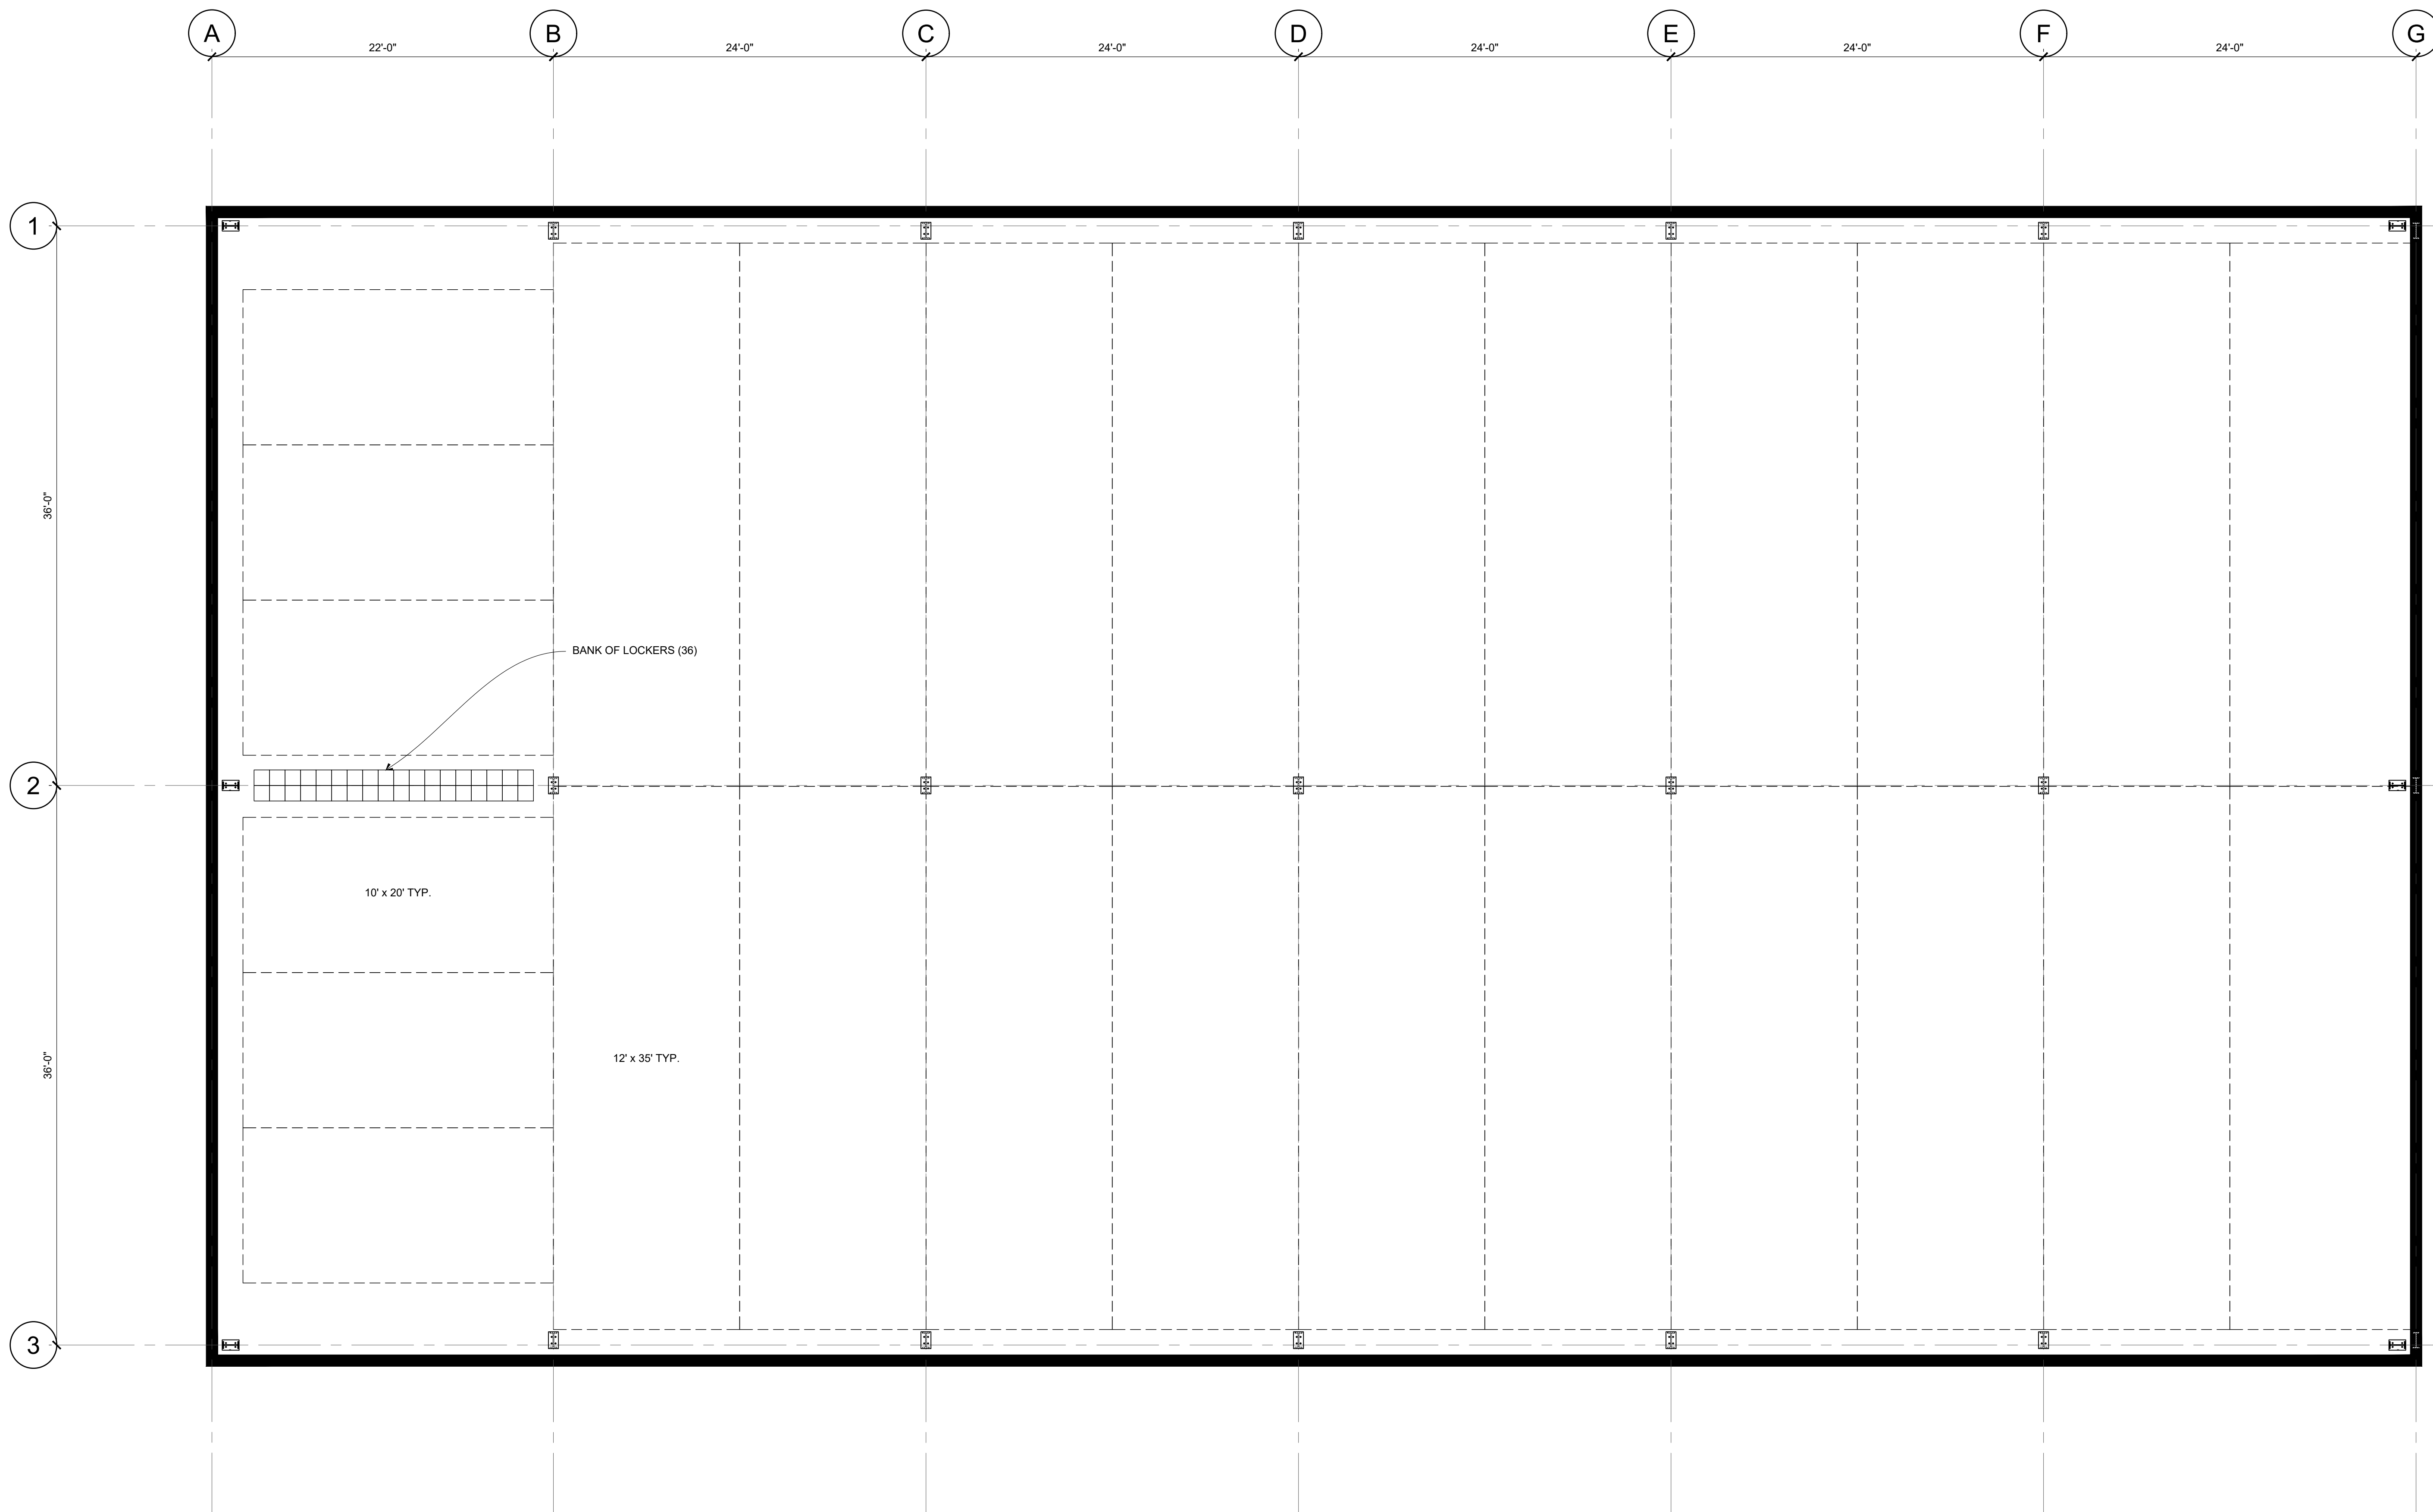 A B C D E F G
22'-0" 24'-0" 24'-0" 24'-0" 24'-0" 24'-0"
1
36'-0"
BANK OF LOCKERS (36)
2
10' x 20' TYP.
12' x 35' TYP.
36'-0"
3